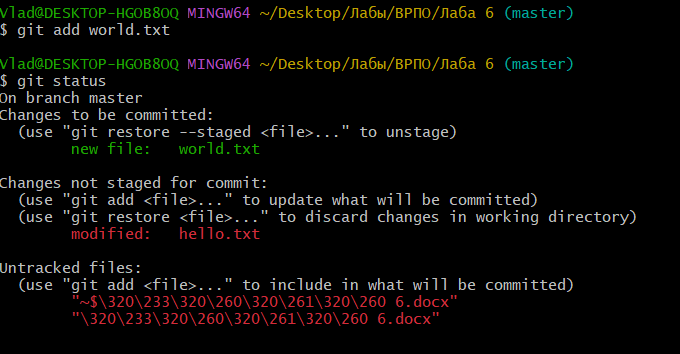 Vlad@DESKTOP-HGOB8OQ MINGW64 ~/Desktop/Лабы/ВРПО/Лаба 6 (master)
$ git add world.txt

Vlad@DESKTOP-HGOB8OQ MINGW64 ~/Desktop/Лабы/ВРПО/Лаба 6 (master)
$ git status
On branch master
Changes to be committed:
  (use "git restore --staged <file>..." to unstage)
        new file:   world.txt

Changes not staged for commit:
  (use "git add <file>..." to update what will be committed)
  (use "git restore <file>..." to discard changes in working directory)
        modified:   hello.txt

Untracked files:
  (use "git add <file>..." to include in what will be committed)
        "~$\320\233\320\260\320\261\320\260 6.docx"
        "\320\233\320\260\320\261\320\260 6.docx"